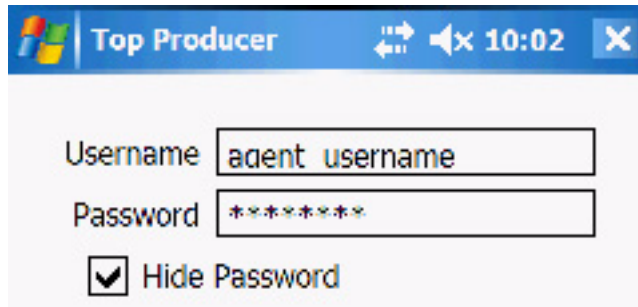 Top Producer 10:02
Username agent_username
Password ********
Hide Password